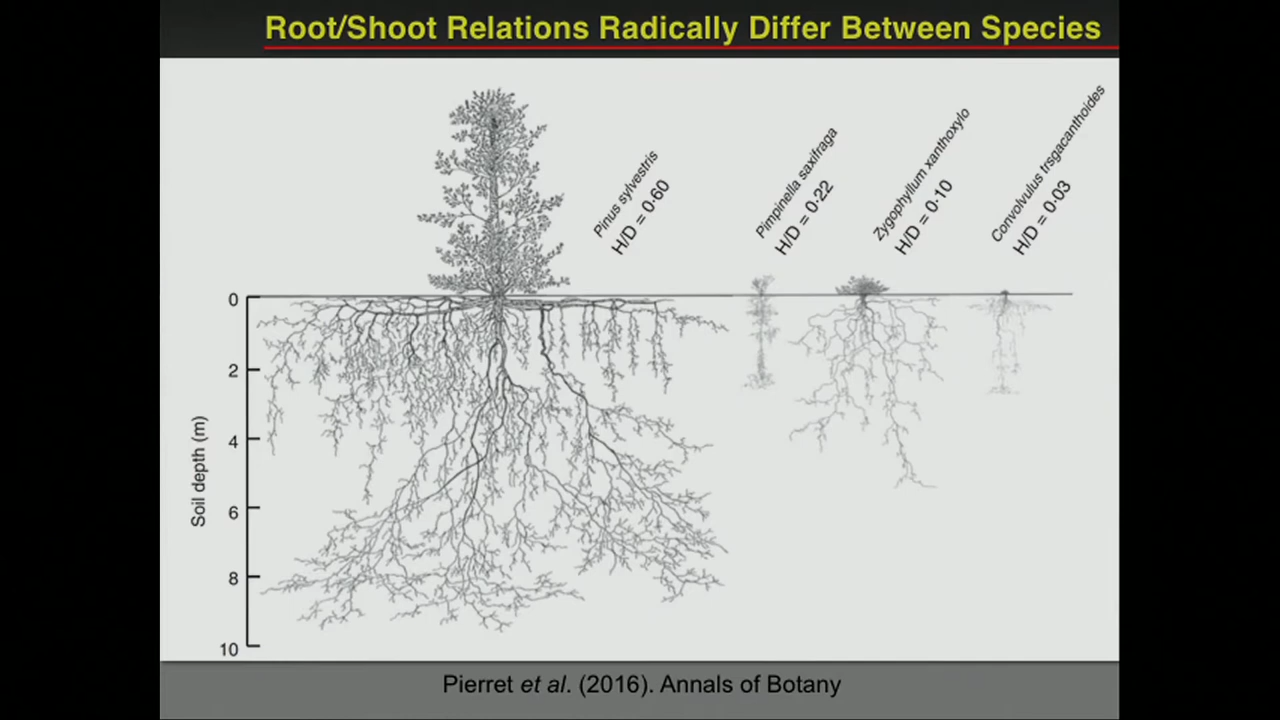 Root/Shoot Relations Radically Differ Between Species
Pinus sylvestris
H/D = 0·60
Pimpinella saxifraga
H/D = 0·22
Zygophyllum xanthoxylo
H/D = 0·10
Convolvulus trsgacanthoides
H/D = 0·03
0
2
4
6
8
10
Soil depth (m)
Pierret et al. (2016). Annals of Botany